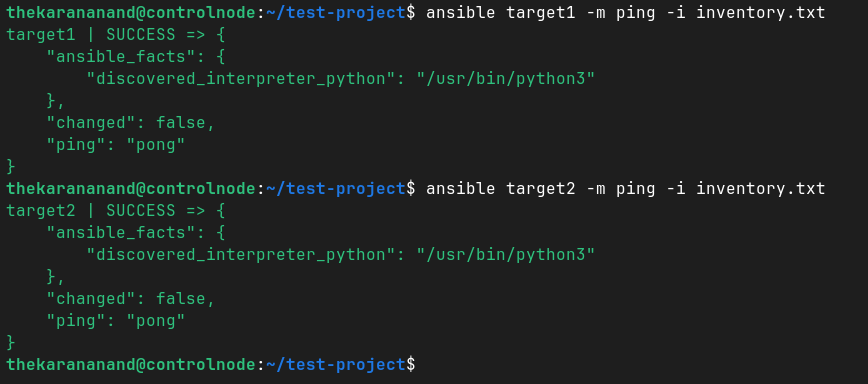 thekarananand@controlnode:~/test-project$ ansible target1 -m ping -i inventory.txt
target1 | SUCCESS => {
    "ansible_facts": {
        "discovered_interpreter_python": "/usr/bin/python3"
    },
    "changed": false,
    "ping": "pong"
}
thekarananand@controlnode:~/test-project$ ansible target2 -m ping -i inventory.txt
target2 | SUCCESS => {
    "ansible_facts": {
        "discovered_interpreter_python": "/usr/bin/python3"
    },
    "changed": false,
    "ping": "pong"
}
thekarananand@controlnode:~/test-project$